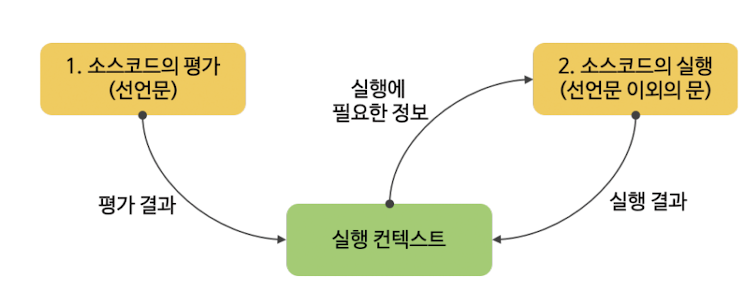 1. 소스코드의 평가
(선언문)
실행에
필요한 정보
2. 소스코드의 실행
(선언문 이외의 문)
평가 결과
실행 컨텍스트
실행 결과